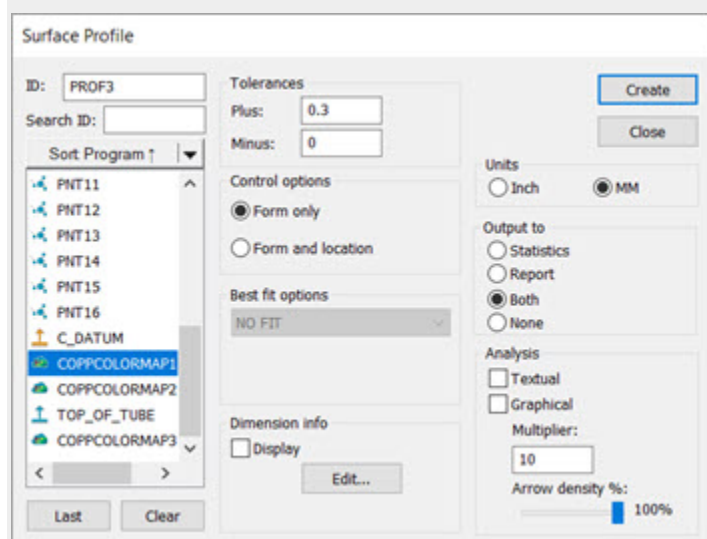 Surface Profile
ID: PROF3
Search ID:
Sort Program ↑
PNT11
PNT12
PNT13
PNT14
PNT15
PNT16
C_DATUM
COPPCOLORMAP1
COPPCOLORMAP2
TOP_OF_TUBE
COPPCOLORMAP3
Last Clear
Tolerances
Plus: 0.3
Minus: 0
Control options
Form only
Form and location
Best fit options
NO FIT
Dimension info
Display
Edit...
Create
Close
Units
Inch MM
Output to
Statistics
Report
Both
None
Analysis
Textual
Graphical
Multiplier:
10
Arrow density %:
100%